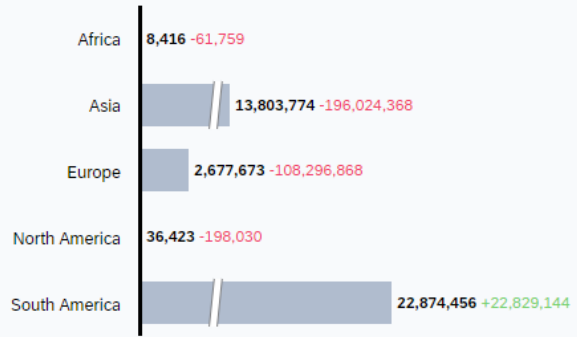 Africa 8,416 -61,759
Asia 13,803,774 -196,024,368
Europe 2,677,673 -108,296,868
North America 36,423 -198,030
South America 22,874,456 +22,829,144